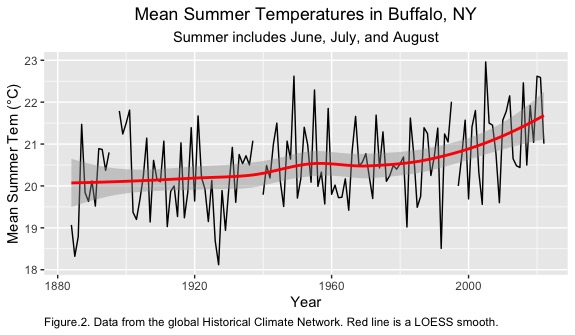 Mean Summer Temperatures in Buffalo, NY
Summer includes June, July, and August
Mean Summer Tem (°C)
23
22
21
20
19
18
1880
1920
1960
2000
Year
Figure.2. Data from the global Historical Climate Network. Red line is a LOESS smooth.